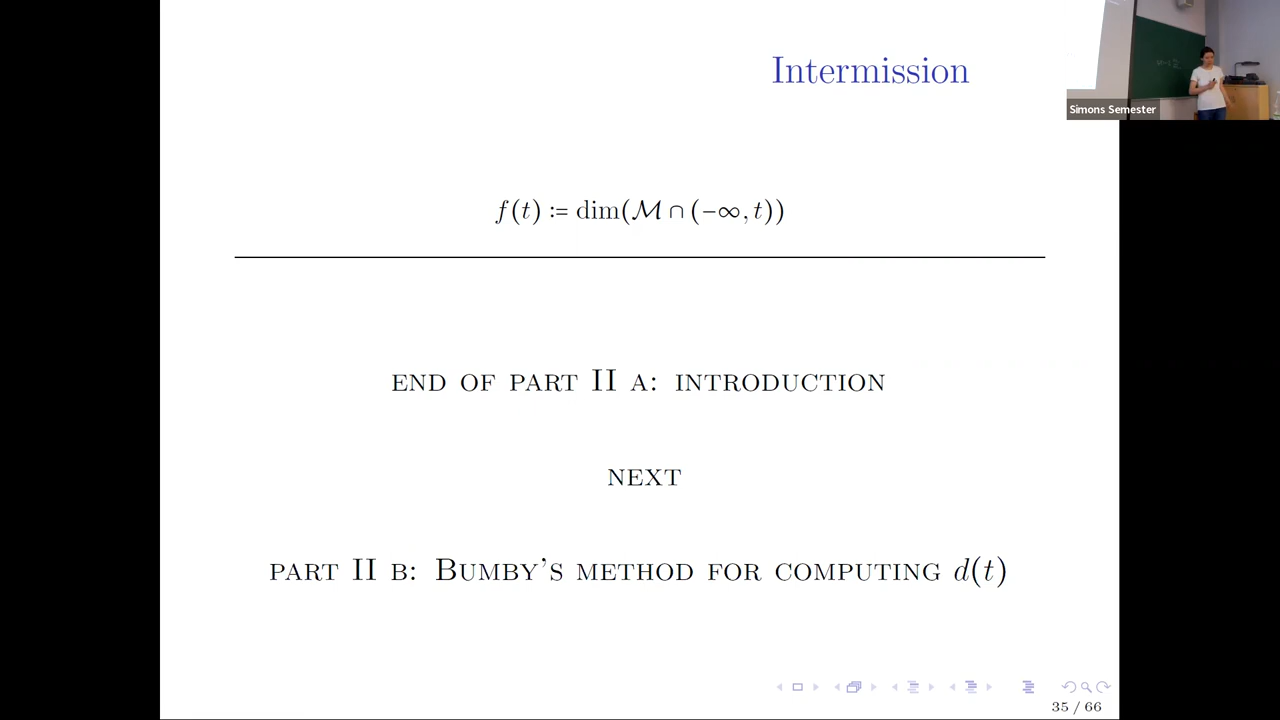 Intermission
Simons Semester
f(t) := dim(ℳ ∩ (−∞, t))
END OF PART II A: INTRODUCTION
NEXT
PART II B: BUMBY'S METHOD FOR COMPUTING d(t)
35 / 66